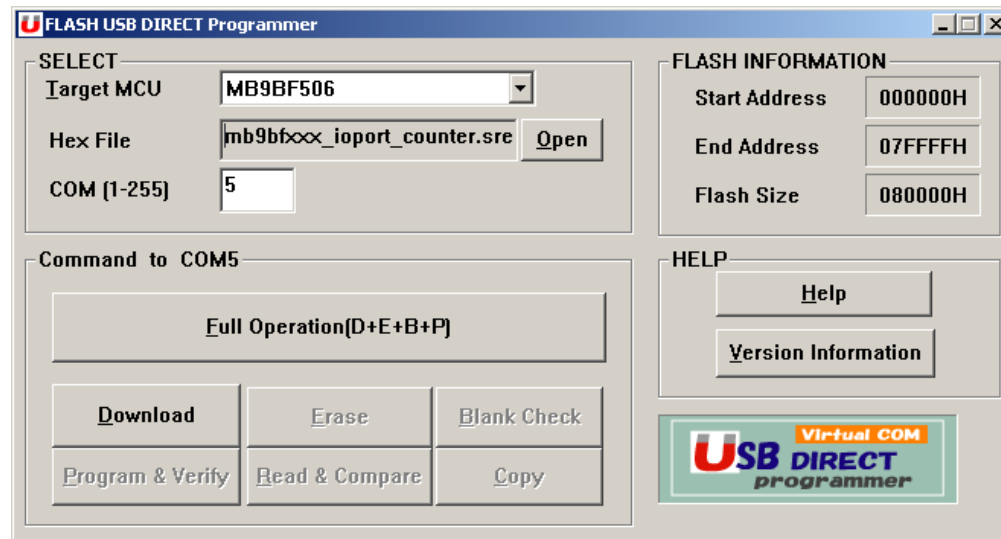 FLASH USB DIRECT Programmer
SELECT
Target MCU MB9BF506
Hex File mb9bfxxx_ioport_counter.sre Open
COM (1-255) 5
FLASH INFORMATION
Start Address 000000H
End Address 07FFFFH
Flash Size 080000H
Command to COM5
Full Operation(D+E+B+P)
Download Erase Blank Check
Program & Verify Read & Compare Copy
HELP
Help
Version Information
Virtual COM
USB DIRECT
programmer